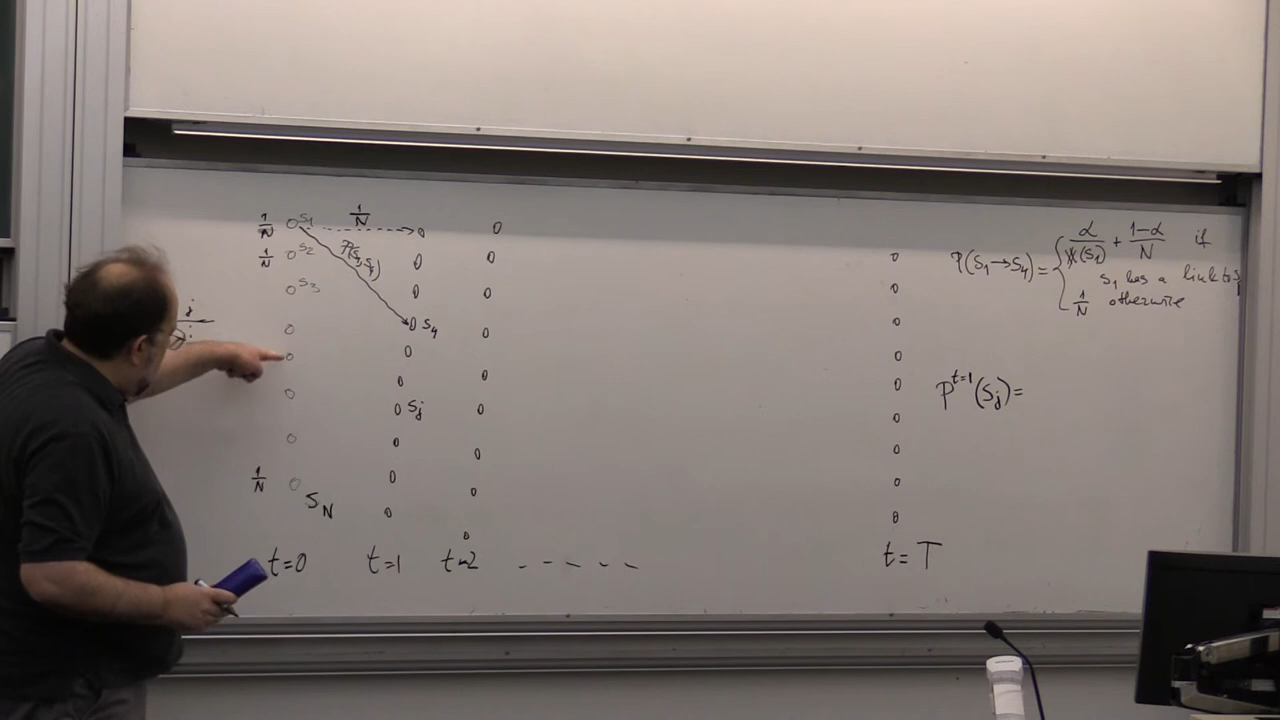 1/N S1 1/N
1/N S2 P(S1,S4)
S3
S4
Sj
1/N SN
t=0 t=1 t=2 - - - - - t=T
P(S1→S4) = { α/#(S1) + 1-α/N if
S1 has a link to S
1/N otherwise
P^t=1(Sj)=